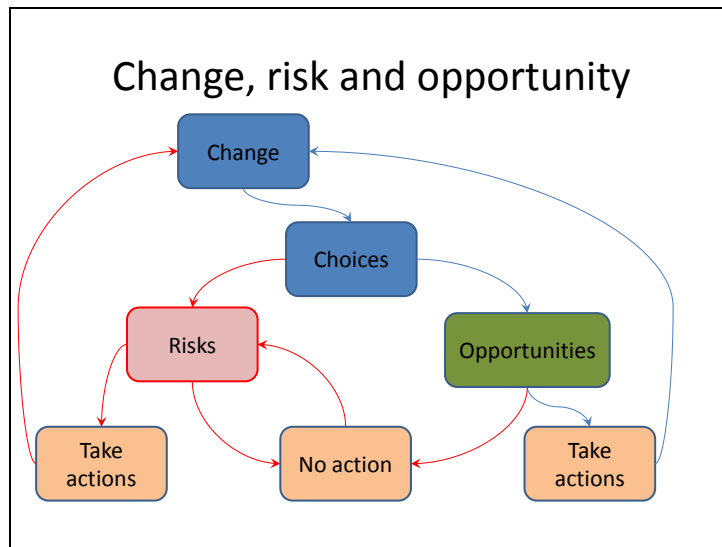 Change, risk and opportunity
Change
Choices
Risks
Opportunities
Take
actions
No action
Take
actions